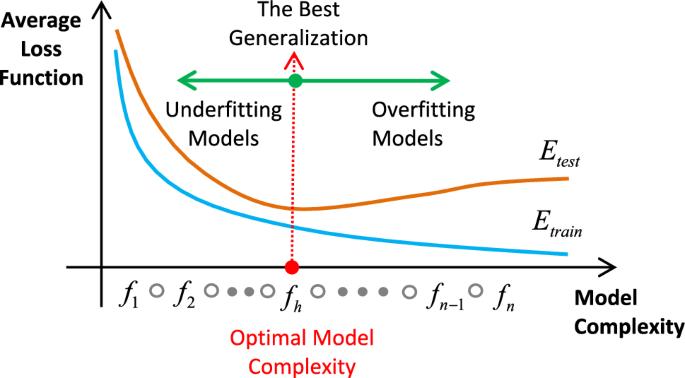 Average
Loss
Function
The Best
Generalization
Underfitting
Models
Overfitting
Models
E_test
E_train
f_1 f_2 f_h f_{n-1} f_n
Model
Complexity
Optimal Model
Complexity